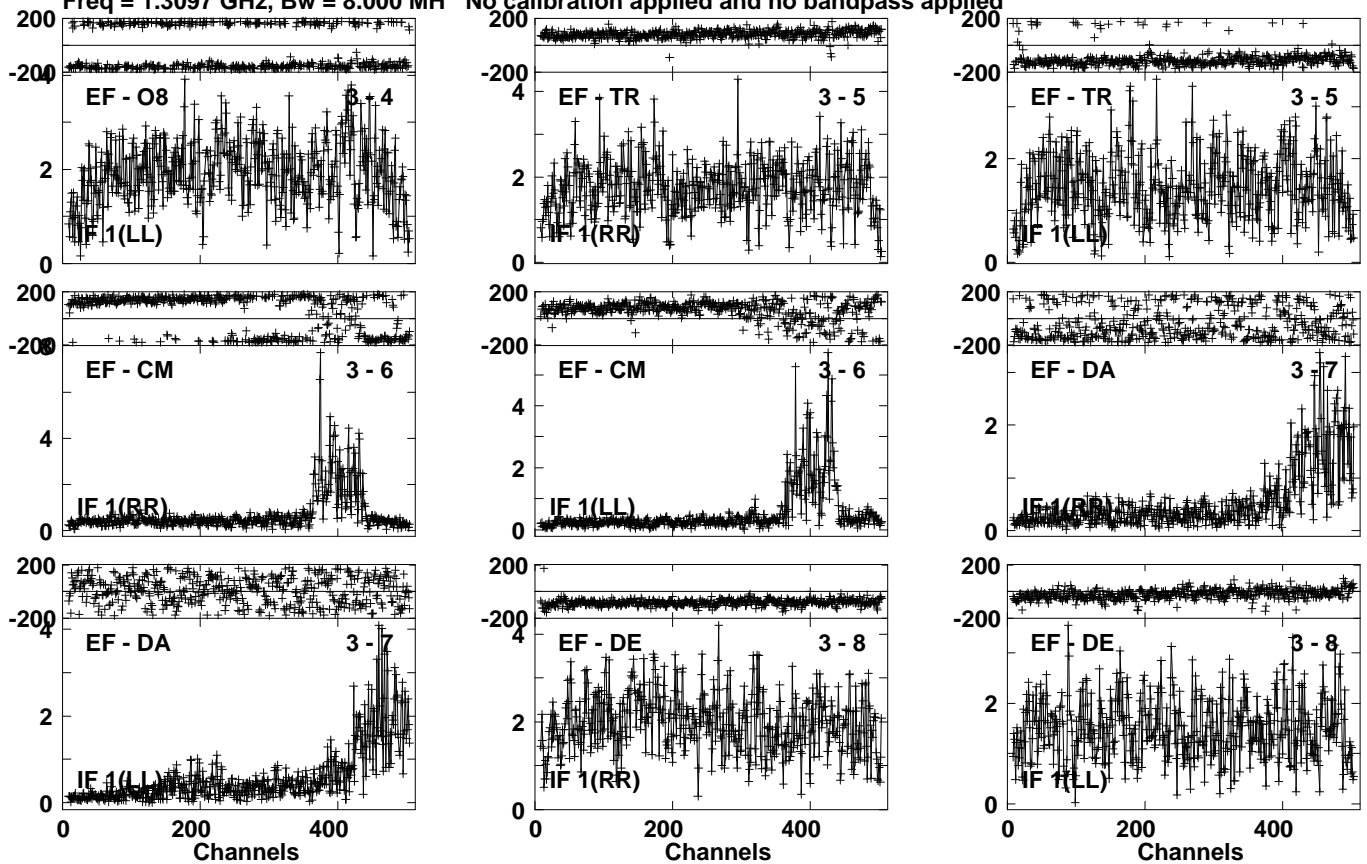 Freq = 1.3097 GHz, Bw = 8.000 MH No calibration applied and no bandpass applied
200 200 200
-200 -200 -200
4
EF - O8 3 - 4 EF - TR 3 - 5 EF - TR 3 - 5
4
2 2 2
IF 1(LL) IF 1(RR) IF 1(LL)
0 0 0
200 200 200
-200 -200 -200
8
EF - CM 3 - 6 EF - CM 3 - 6 EF - DA 3 - 7
4 4 2
2
IF 1(RR) IF 1(LL) IF 1(RR)
0 0 0
200 200 200
-200 -200 -200
4 4
EF - DA 3 - 7 EF - DE 3 - 8 EF - DE 3 - 8
2 2 2
IF 1(LL) IF 1(RR) IF 1(LL)
0 0 0
0 200 400 0 200 400 0 200 400
Channels Channels Channels